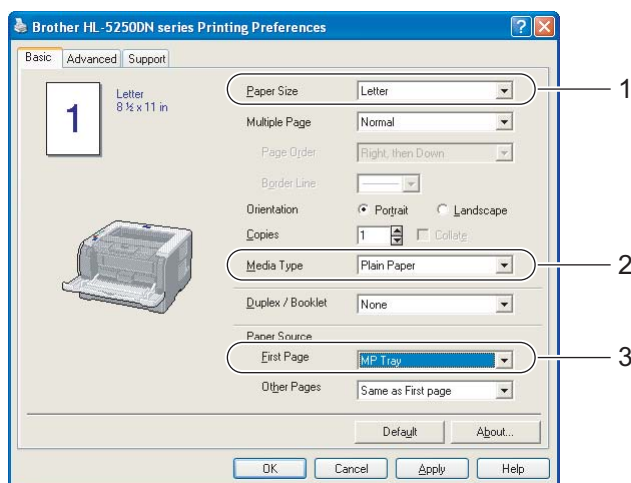 Brother HL-5250DN series Printing Preferences
Basic Advanced Support
1
Letter
8 ½ x 11 in
Paper Size Letter 1
Multiple Page Normal
Page Order Right, then Down
Border Line
Orientation Portrait Landscape
Copies 1 Collate
Media Type Plain Paper 2
Duplex / Booklet None
Paper Source
First Page MP Tray 3
Other Pages Same as First page
Default About...
OK Cancel Apply Help